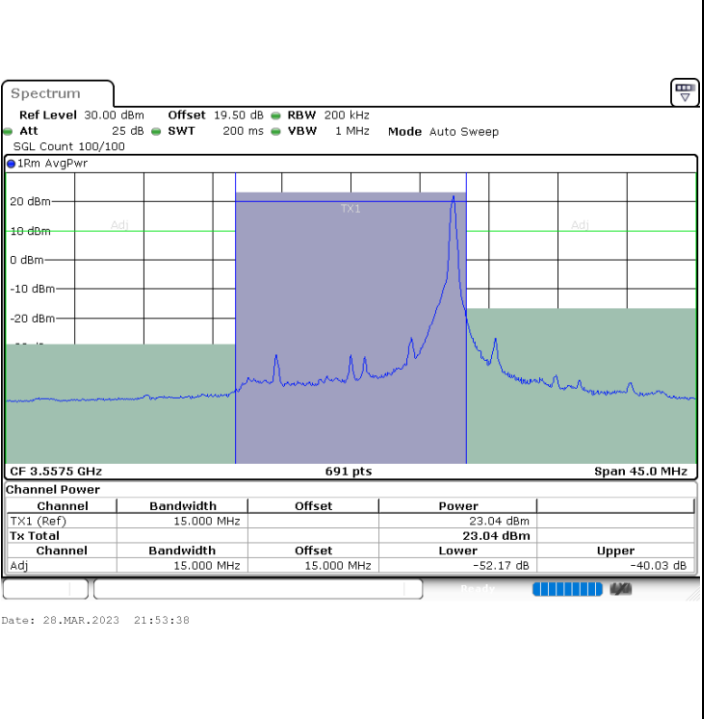 Spectrum
Ref Level 30.00 dBm Offset 19.50 dB RBW 200 kHz
Att 25 dB SWT 200 ms VBW 1 MHz Mode Auto Sweep
SGL Count 100/100
1Rm AvgPwr
20 dBm
TX1
Adj
Adj
10 dBm
0 dBm
-10 dBm
-20 dBm
CF 3.5575 GHz 691 pts Span 45.0 MHz
Channel Power
Channel Bandwidth Offset Power
TX1 (Ref) 15.000 MHz 23.04 dBm
Tx Total 23.04 dBm
Channel Bandwidth Offset Lower Upper
Adj 15.000 MHz 15.000 MHz -52.17 dB -40.03 dB
Ready
Date: 28.MAR.2023 21:53:38